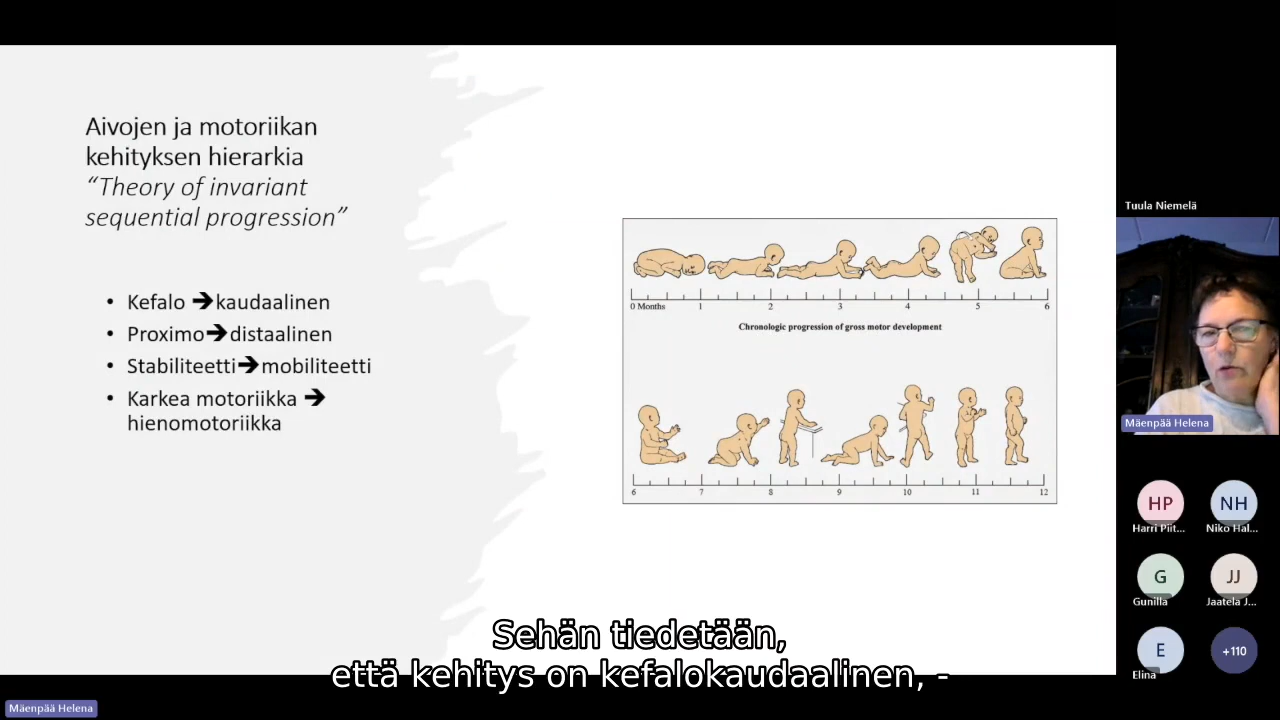 Aivojen ja motoriikan
kehityksen hierarkia
“Theory of invariant
sequential progression”
• Kefalo ➔kaudaalinen
• Proximo➔distaalinen
• Stabiliteetti➔mobiliteetti
• Karkea motoriikka ➔
hienomotoriikka
0 Months 1 2 3 4 5 6
Chronologic progression of gross motor development
6 7 8 9 10 11 12
Tuula Niemelä
Mäenpää Helena
HP NH
Harri Piit... Niko Hal...
G JJ
Gunilla Jaatela J...
E +110
Elina
Sehän tiedetään,
että kehitys on kefalokaudaalinen, -
Mäenpää Helena